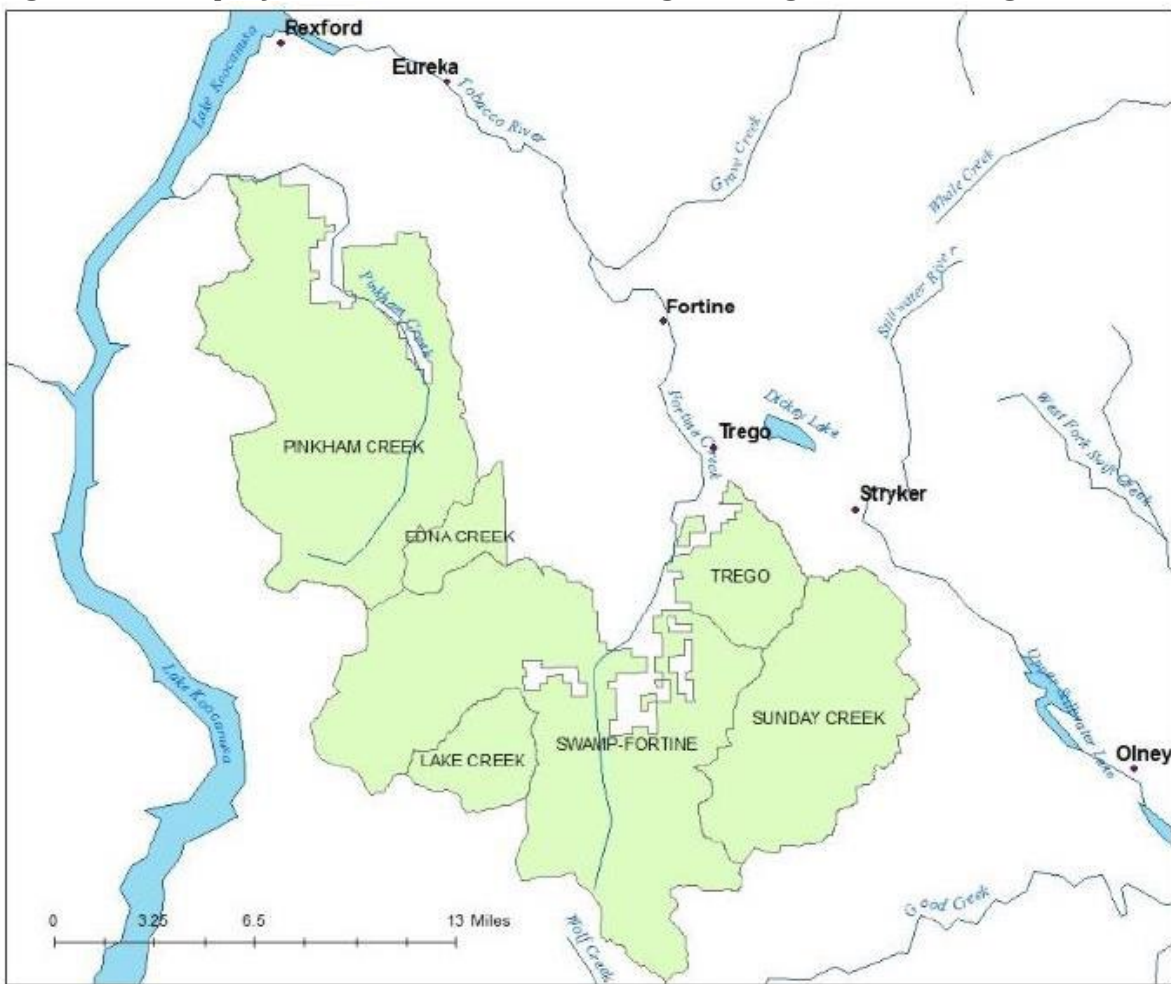 Rexford
Lake Koocanusa
Eureka
Tobacco River
Grave Creek
Whale Creek
Stillwater River
Pinkham Creek
Fortine
Dickey Lake
Fortine Creek
Trego
West Fork Swift Creek
PINKHAM CREEK
Stryker
EDNA CREEK
TREGO
Lake Koocanusa
Upper Stillwater Lake
SUNDAY CREEK
SWAMP-FORTINE
LAKE CREEK
Olney
Good Creek
0 3.25 6.5 13 Miles
Wolf Creek